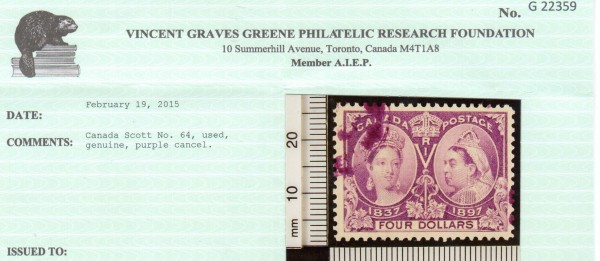 No. G 22359
VINCENT GRAVES GREENE PHILATELIC RESEARCH FOUNDATION
10 Summerhill Avenue, Toronto, Canada M4T1A8
Member A.I.E.P.
DATE: February 19, 2015
COMMENTS: Canada Scott No. 64, used,
genuine, purple cancel.
ISSUED TO:
mm 10 20
CANADA POSTAGE
V R
1837 1897
FOUR DOLLARS